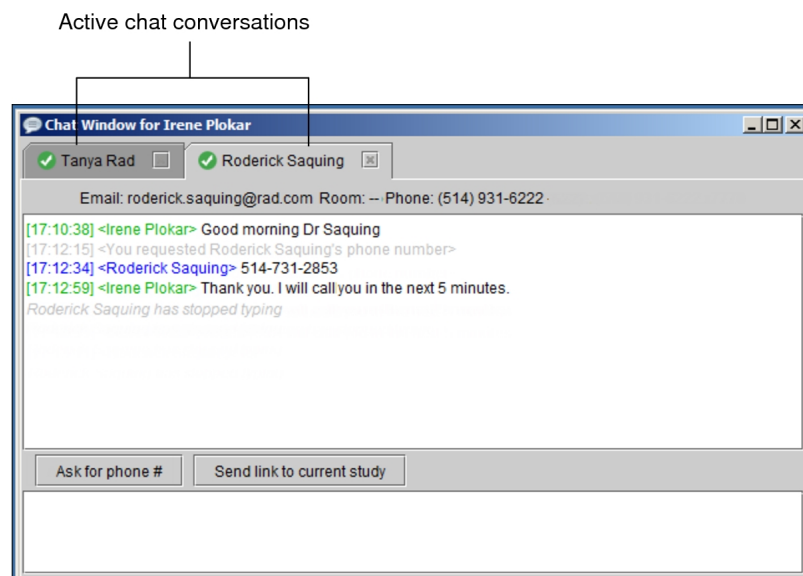 Active chat conversations
Chat Window for Irene Plokar
Tanya Rad Roderick Saquing
Email: roderick.saquing@rad.com Room: -- Phone: (514) 931-6222
[17:10:38] <Irene Plokar> Good morning Dr Saquing
[17:12:15] <You requested Roderick Saquing's phone number>
[17:12:34] <Roderick Saquing> 514-731-2853
[17:12:59] <Irene Plokar> Thank you. I will call you in the next 5 minutes.
Roderick Saquing has stopped typing
Ask for phone # Send link to current study